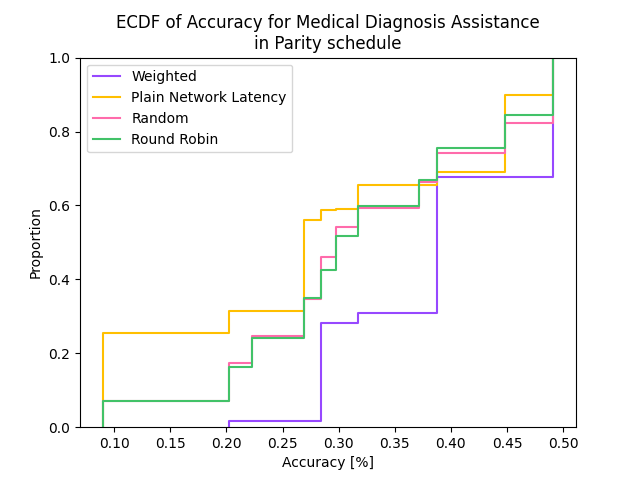 ECDF of Accuracy for Medical Diagnosis Assistance
in Parity schedule
Weighted
Plain Network Latency
Random
Round Robin
1.0
0.8
0.6
0.4
0.2
0.0
Proportion
0.10 0.15 0.20 0.25 0.30 0.35 0.40 0.45 0.50
Accuracy [%]